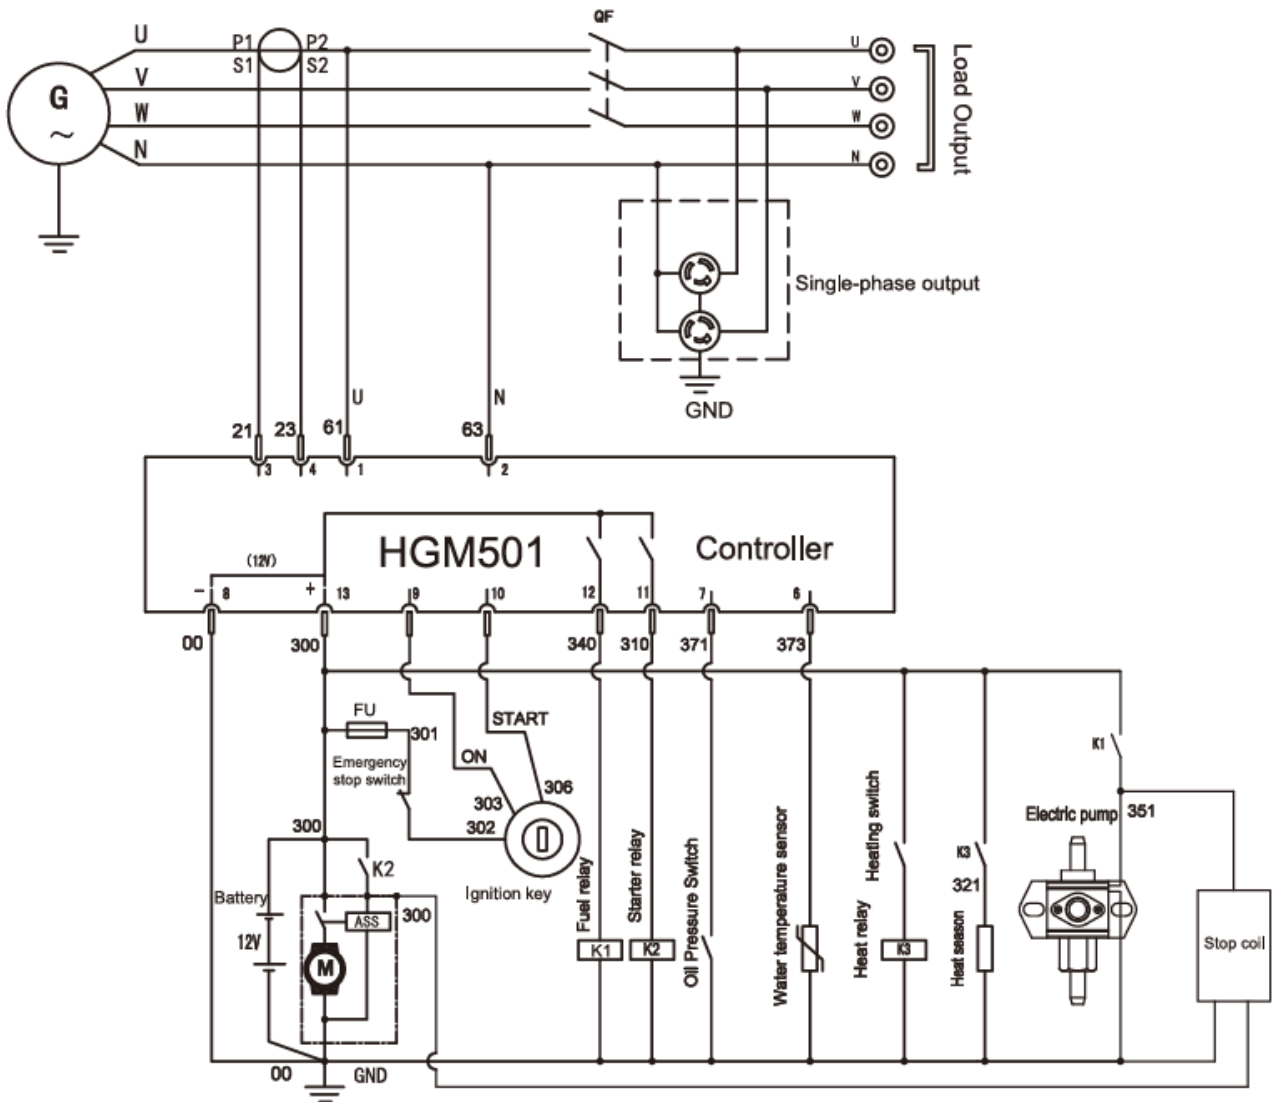 QF
U
P1
P2
S1
S2
V
W
N
G
U
V
W
N
Load Output
Single-phase output
GND
U
N
21
23
61
63
3
4
1
2
HGM501
Controller
(12V)
-
8
+
13
9
10
12
11
7
6
00
300
340
310
371
373
FU
301
START
Emergency
stop switch
ON
306
303
302
Ignition key
300
K2
Battery
12V
ASS
300
M
Fuel relay
K1
Starter relay
K2
Oil Pressure Switch
Water temperature sensor
Heating switch
Heat relay
K3
K3
321
Heat season
K1
Electric pump
351
Stop coil
00
GND